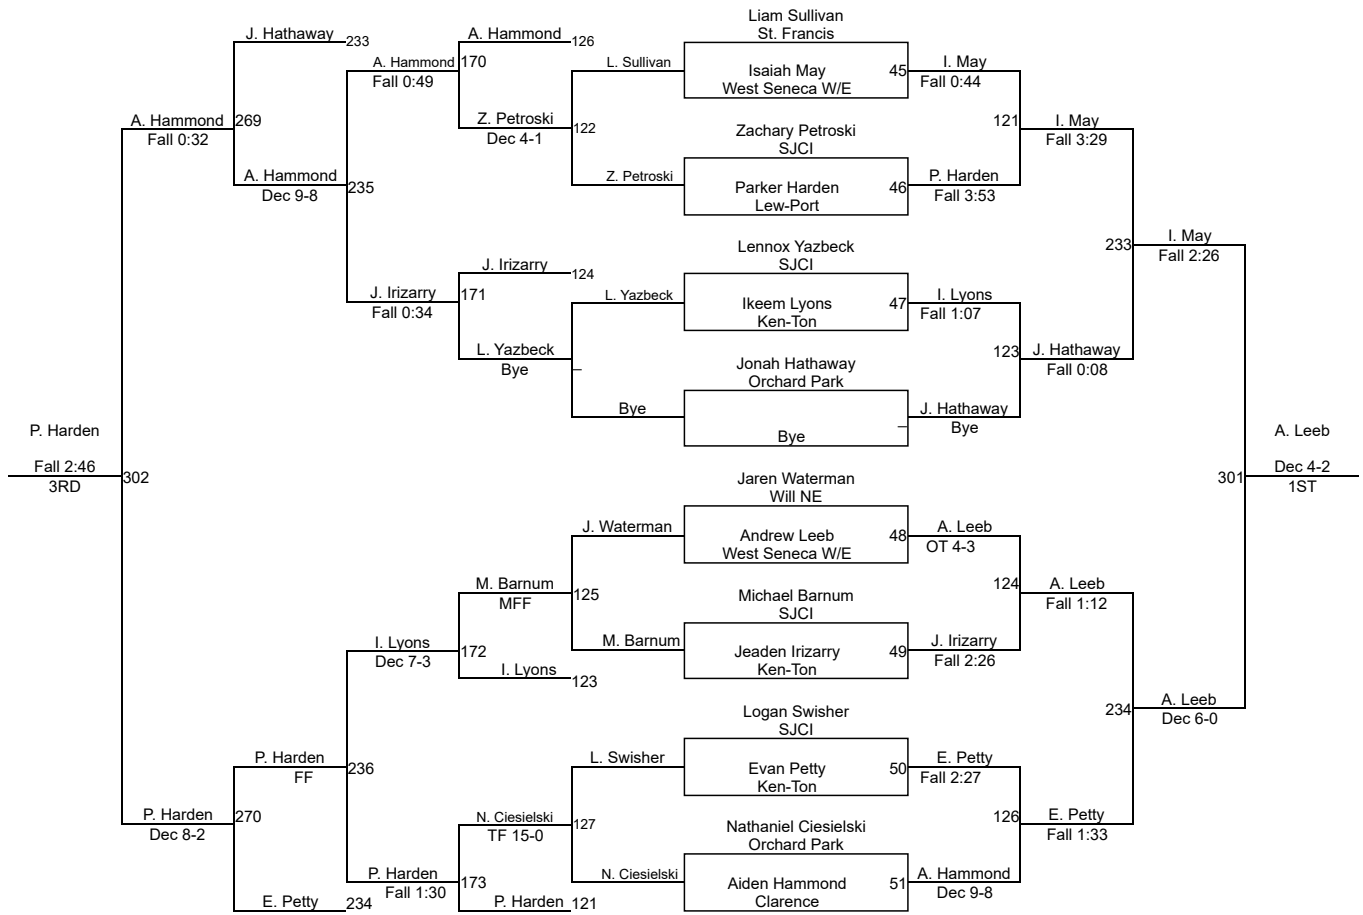 Liam Sullivan
St. Francis
J. Hathaway 233
A. Hammond 126
A. Hammond 170
Fall 0:49
L. Sullivan
Isaiah May 45
West Seneca W/E
I. May
Fall 0:44
A. Hammond 269
Fall 0:32
Z. Petroski 122
Dec 4-1
Zachary Petroski
SJCI
121
I. May
Fall 3:29
A. Hammond 235
Dec 9-8
Z. Petroski
Parker Harden 46
Lew-Port
P. Harden
Fall 3:53
Lennox Yazbeck
SJCI
233
I. May
Fall 2:26
J. Irizarry 124
J. Irizarry 171
Fall 0:34
L. Yazbeck
Ikeem Lyons 47
Ken-Ton
I. Lyons
Fall 1:07
L. Yazbeck
Bye
Jonah Hathaway
Orchard Park
123
J. Hathaway
Fall 0:08
Bye
Bye
J. Hathaway
Bye
P. Harden
Fall 2:46
3RD
302
A. Leeb
301
Dec 4-2
1ST
Jaren Waterman
Will NE
J. Waterman
Andrew Leeb 48
West Seneca W/E
A. Leeb
OT 4-3
M. Barnum 125
MFF
Michael Barnum
SJCI
124
A. Leeb
Fall 1:12
I. Lyons 172
Dec 7-3
M. Barnum
Jeaden Irizarry 49
Ken-Ton
J. Irizarry
Fall 2:26
I. Lyons 123
Logan Swisher
SJCI
234
A. Leeb
Dec 6-0
P. Harden 236
FF
L. Swisher
Evan Petty 50
Ken-Ton
E. Petty
Fall 2:27
P. Harden 270
Dec 8-2
N. Ciesielski 127
TF 15-0
Nathaniel Ciesielski
Orchard Park
126
E. Petty
Fall 1:33
P. Harden 173
Fall 1:30
N. Ciesielski
Aiden Hammond 51
Clarence
A. Hammond
Dec 9-8
E. Petty 234
P. Harden 121